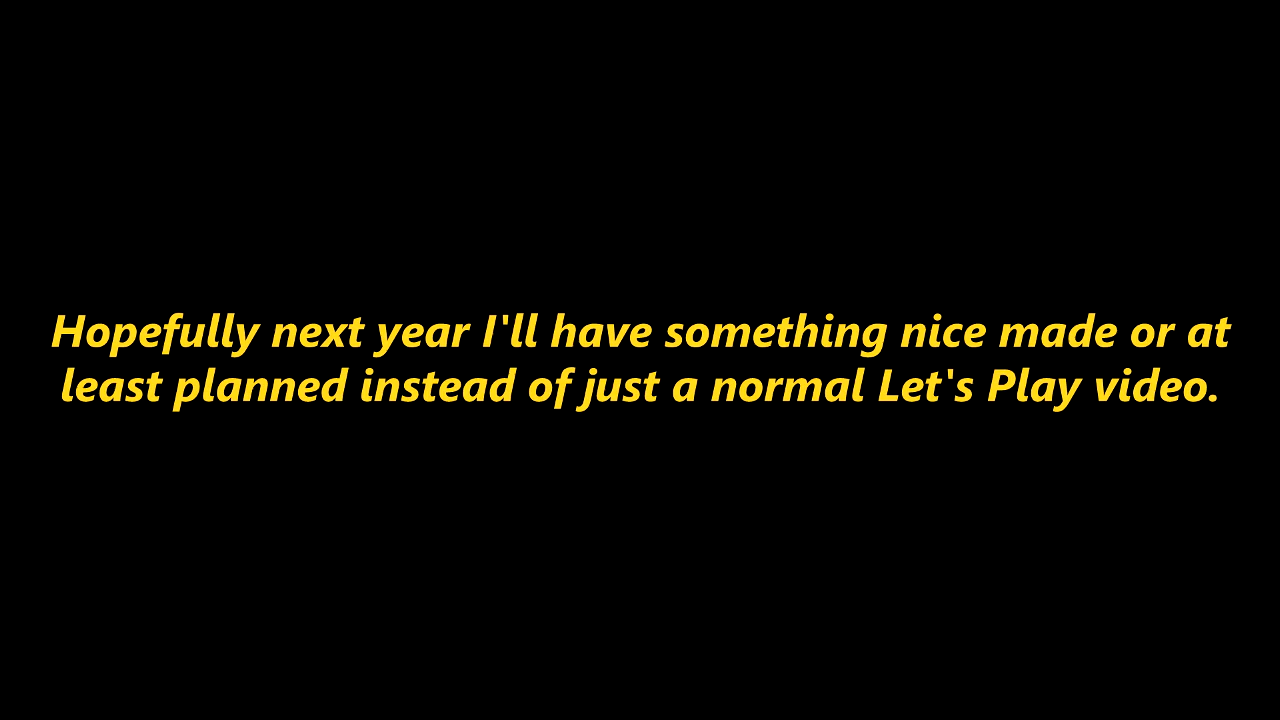 Hopefully next year I'll have something nice made or at
least planned instead of just a normal Let's Play video.